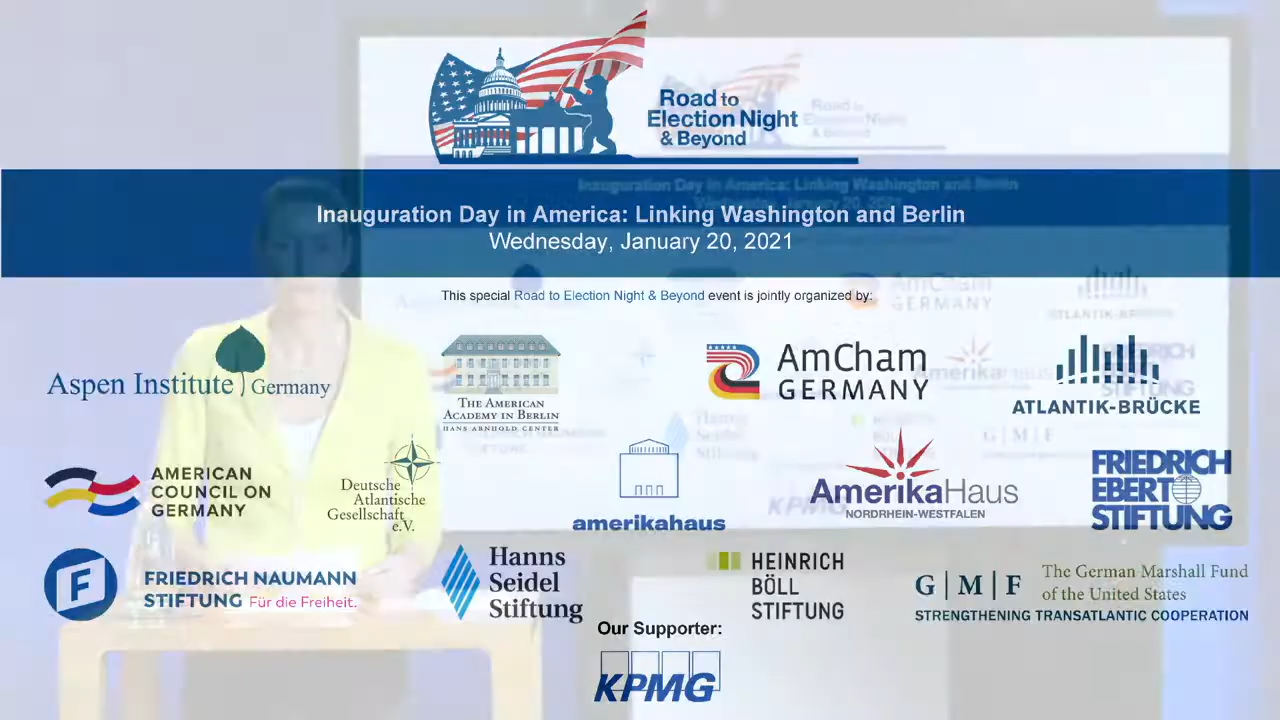 Road to
Election Night
& Beyond
Inauguration Day in America: Linking Washington and Berlin
Wednesday, January 20, 2021
This special Road to Election Night & Beyond event is jointly organized by:
Aspen Institute Germany
THE AMERICAN
ACADEMY IN BERLIN
HANS ARNHOLD CENTER
AmCham
GERMANY
ATLANTIK-BRÜCKE
AMERICAN
COUNCIL ON
GERMANY
Deutsche
Atlantische
Gesellschaft
e.V.
amerikahaus
AmerikaHaus
NORDRHEIN-WESTFALEN
FRIEDRICH
EBERT
STIFTUNG
F
FRIEDRICH NAUMANN
STIFTUNG Für die Freiheit.
Hanns
Seidel
Stiftung
HEINRICH
BÖLL
STIFTUNG
G|M|F
The German Marshall Fund
of the United States
STRENGTHENING TRANSATLANTIC COOPERATION
Our Supporter:
KPMG